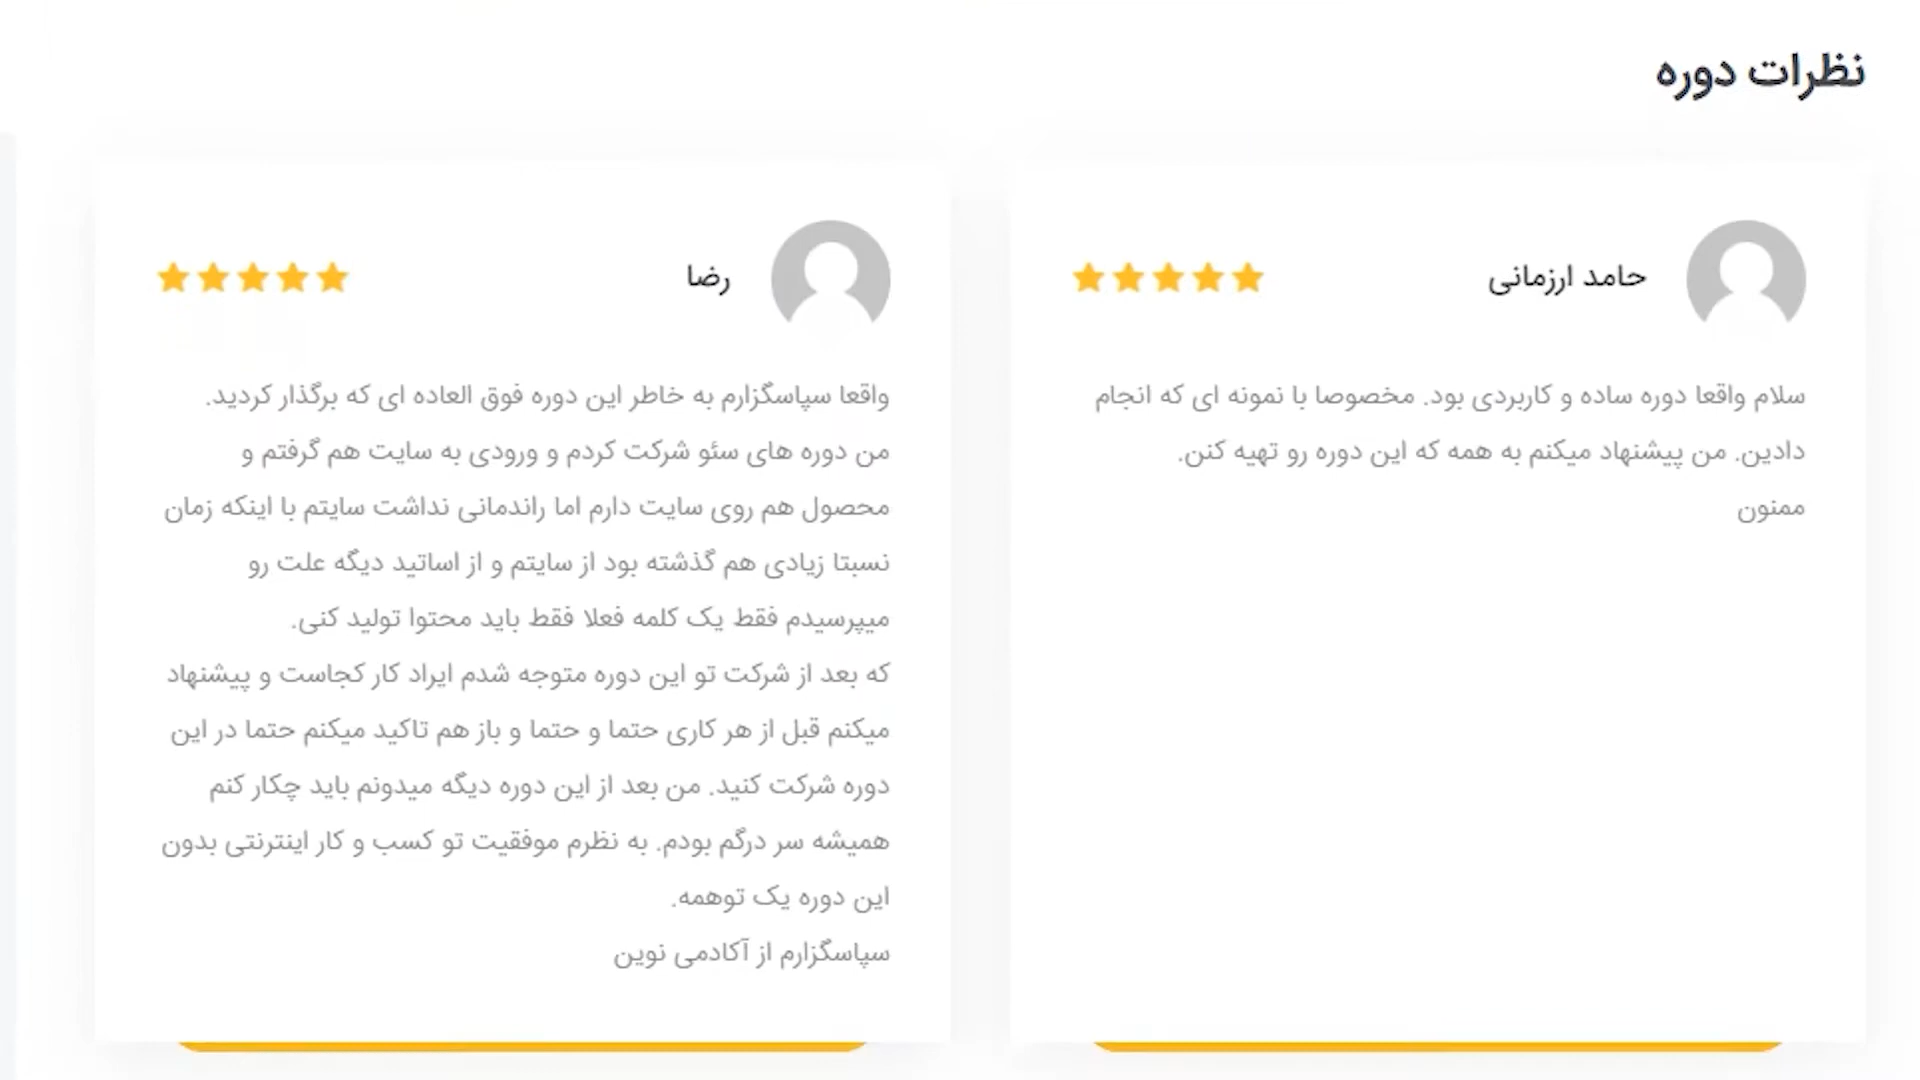 نظرات دوره
حامد ارزمانی
سلام واقعا دوره ساده و کاربردی بود. مخصوصا با نمونه ای که انجام
دادین. من پیشنهاد میکنم به همه که این دوره رو تهیه کنن.
ممنون
رضا
واقعا سپاسگزارم به خاطر این دوره فوق العاده ای که برگذار کردید.
من دوره های سئو شرکت کردم و ورودی به سایت هم گرفتم و
محصول هم روی سایت دارم اما راندمانی نداشت سایتم با اینکه زمان
نسبتا زیادی هم گذشته بود از سایتم و از اساتید دیگه علت رو
میپرسیدم فقط یک کلمه فعلا فقط باید محتوا تولید کنی.
که بعد از شرکت تو این دوره متوجه شدم ایراد کار کجاست و پیشنهاد
میکنم قبل از هر کاری حتما و حتما و باز هم تاکید میکنم حتما در این
دوره شرکت کنید. من بعد از این دوره دیگه میدونم باید چکار کنم
همیشه سر درگم بودم. به نظرم موفقیت تو کسب و کار اینترنتی بدون
این دوره یک توهمه.
سپاسگزارم از آکادمی نوین